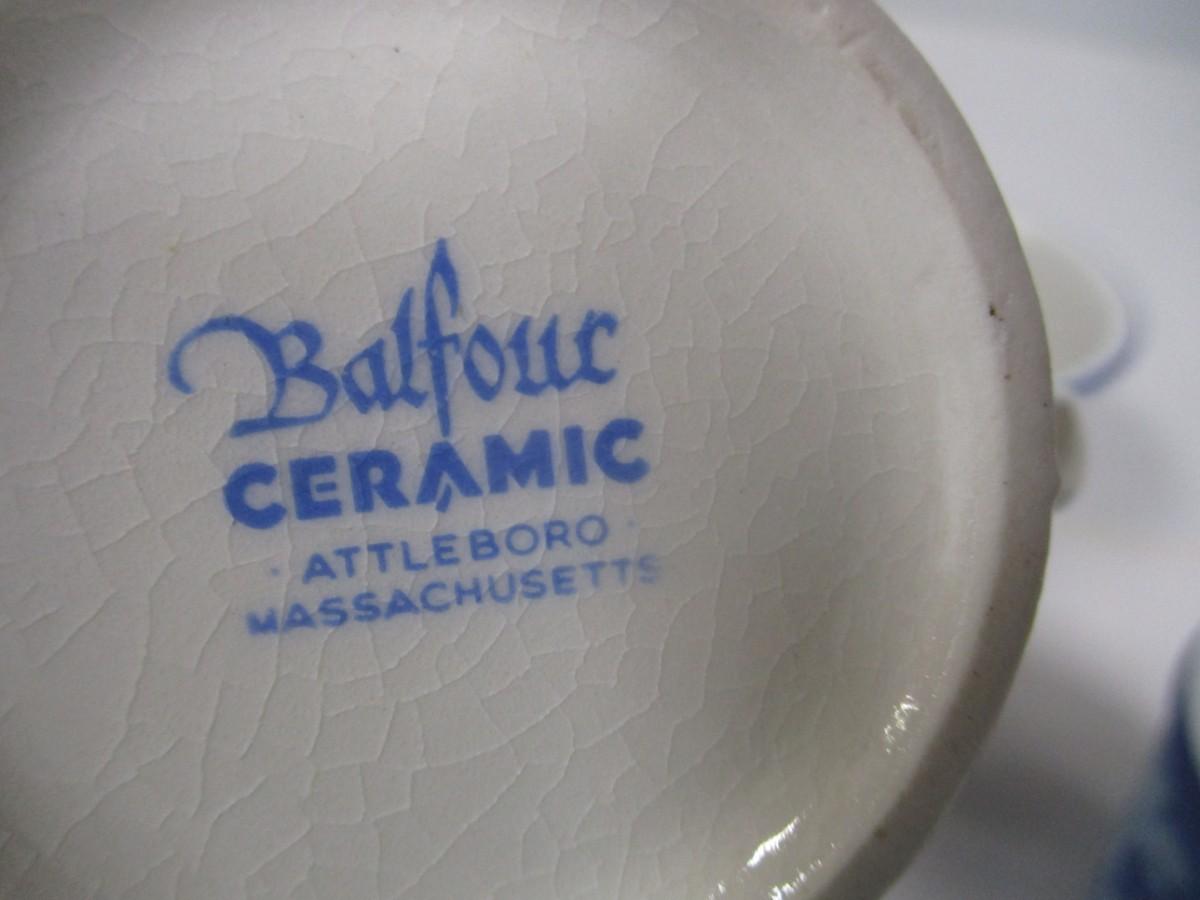 Balfour
CERAMIC
· ATTLEBORO ·
MASSACHUSETTS